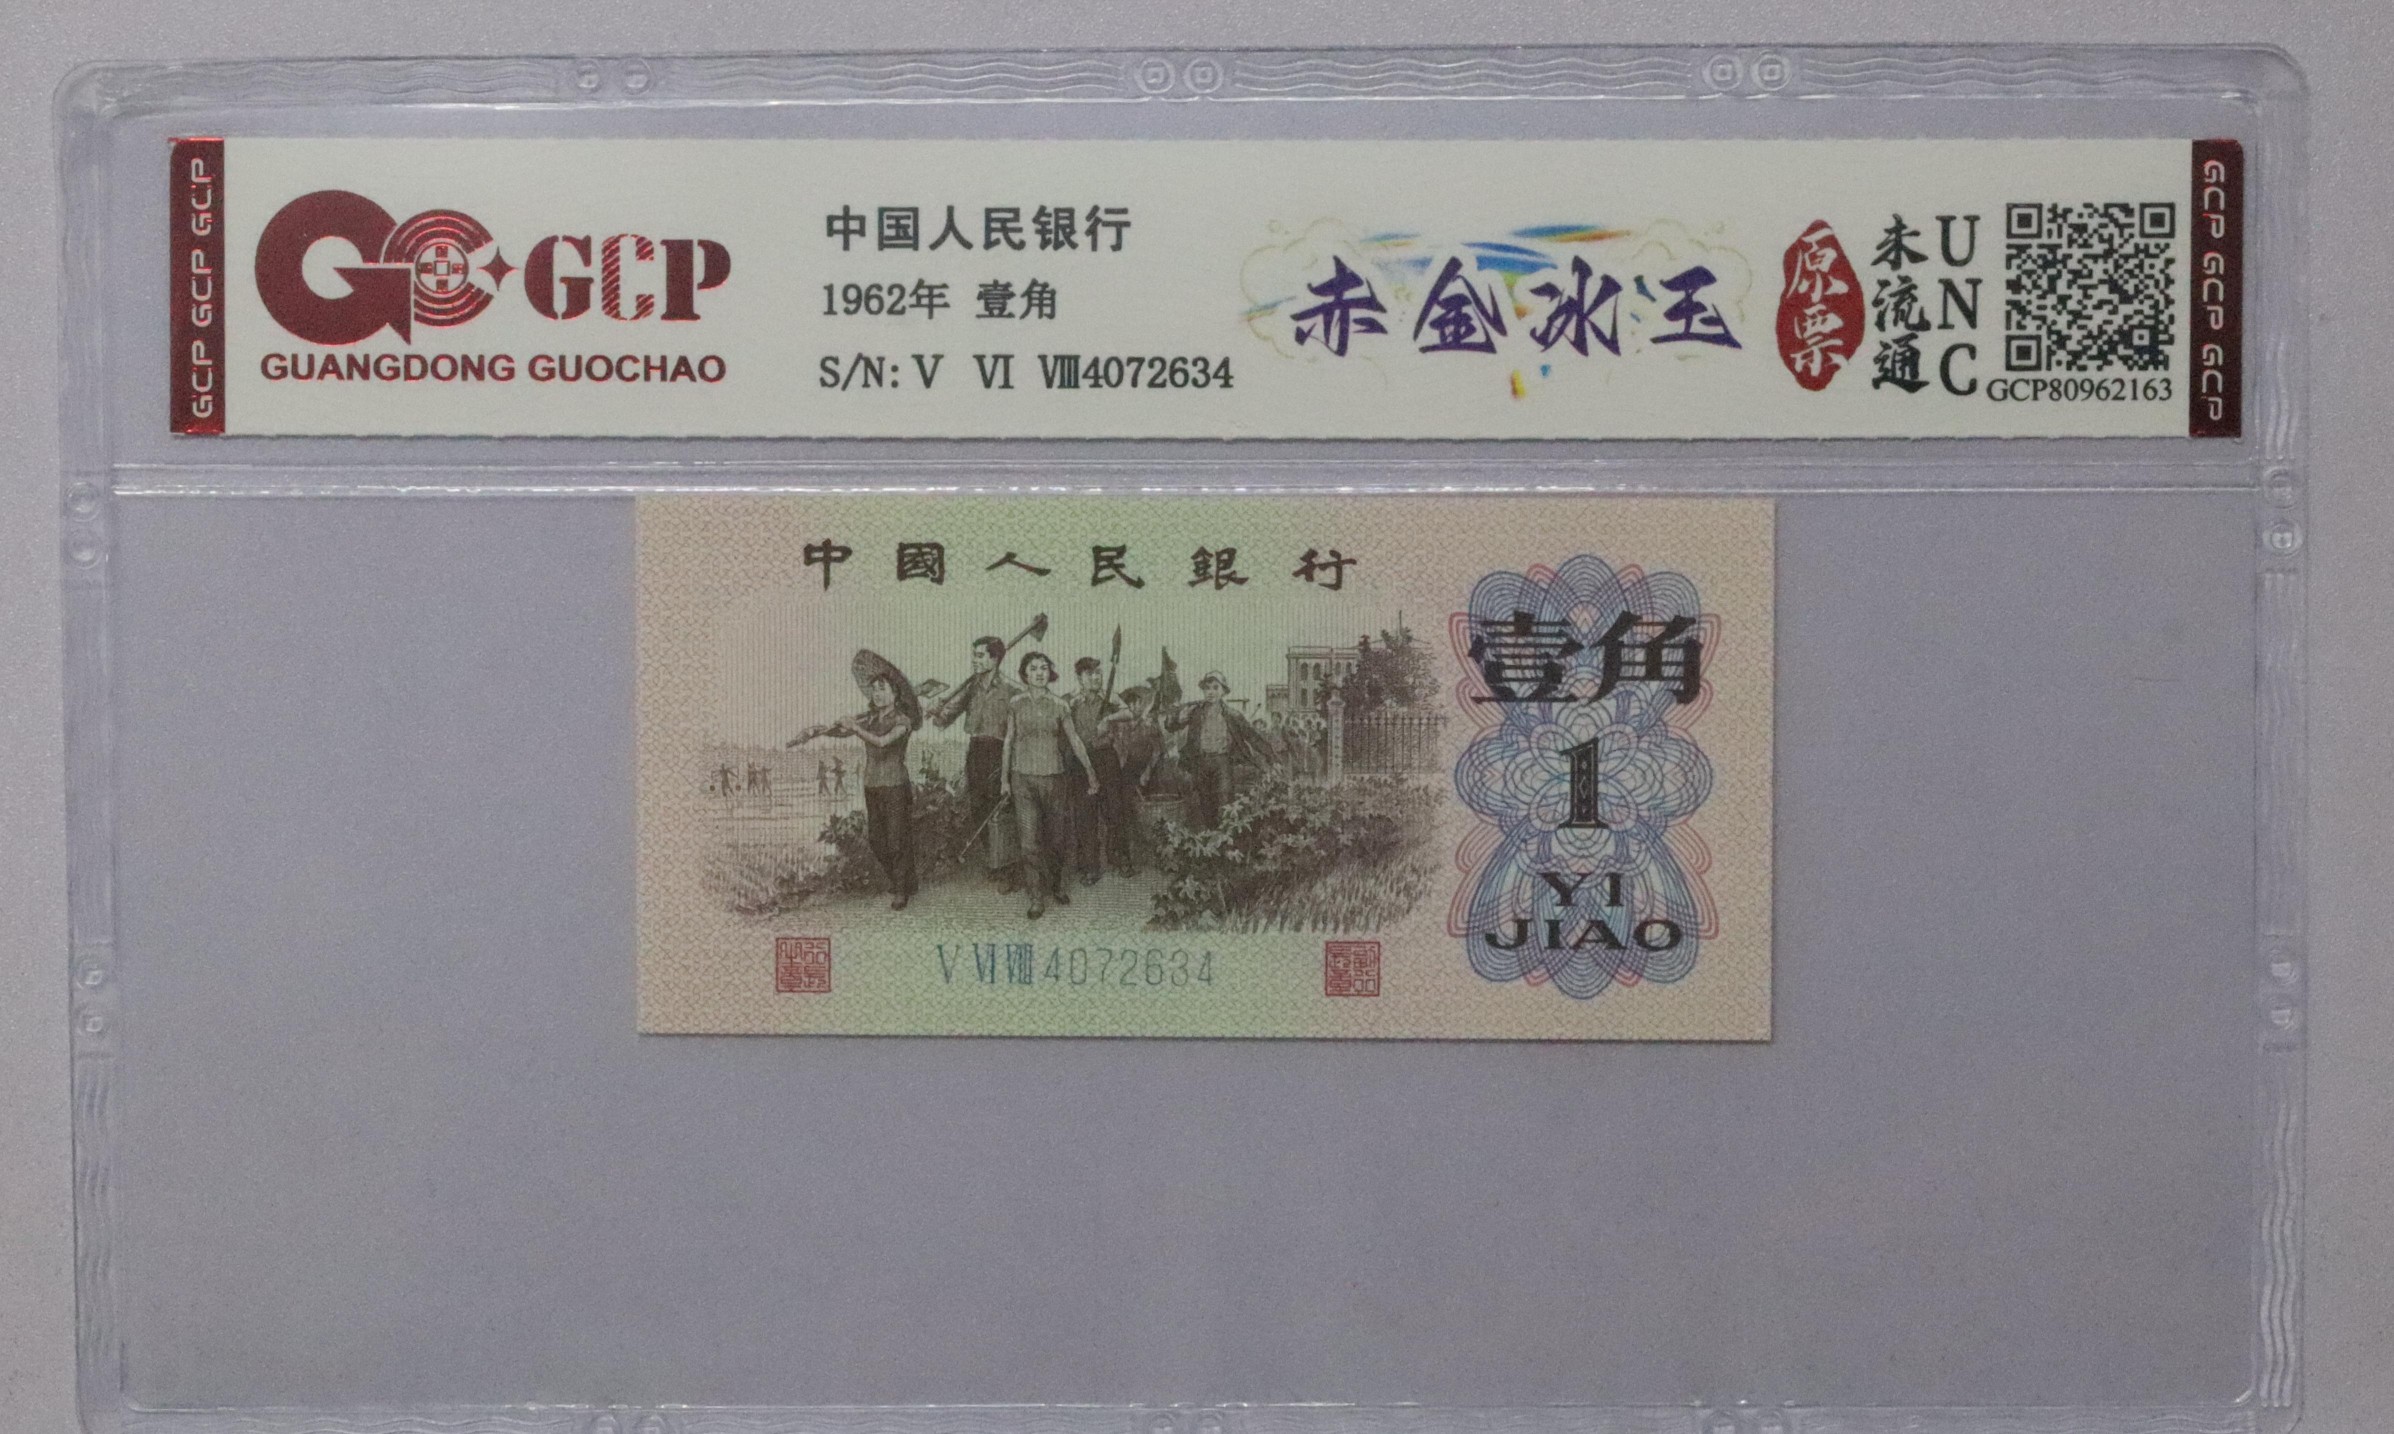 GCP GCP GCP
GCP
GUANGDONG GUOCHAO
中国人民银行
1962年 壹角
S/N: Ⅴ Ⅵ Ⅷ4072634
赤金冰玉
原票
未流通
UNC
GCP80962163
GCP GCP GCP
中國人民銀行
壹角
1
YI
JIAO
Ⅴ Ⅵ Ⅷ 4072634